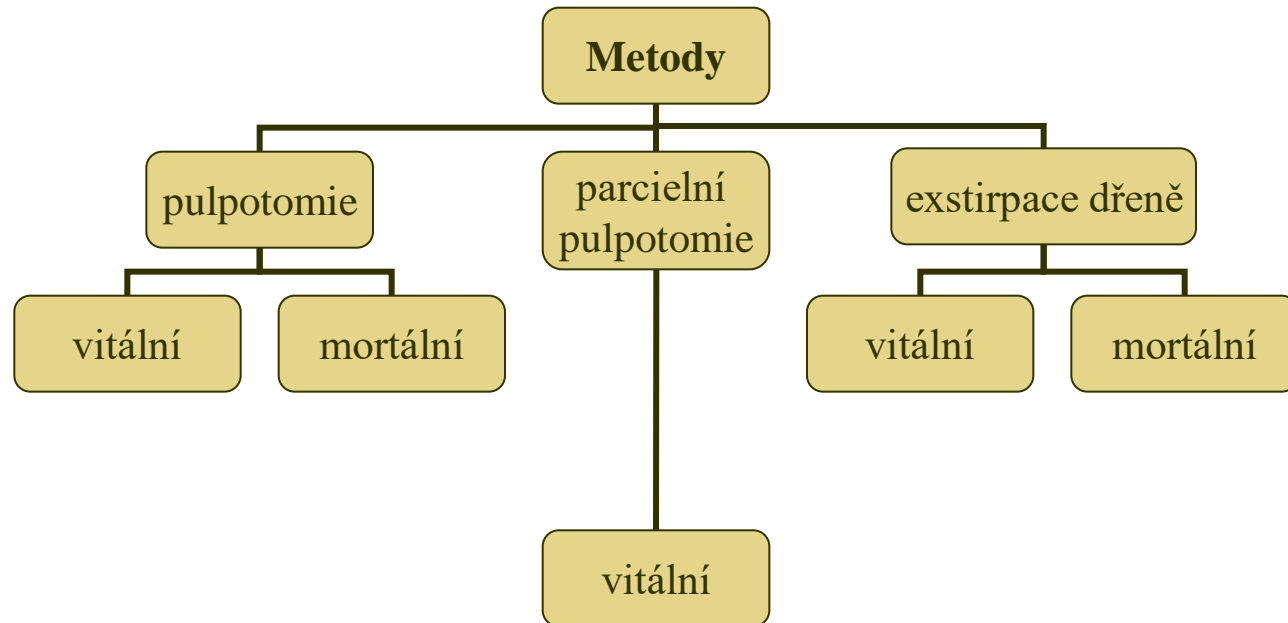 Metody
pulpotomie
parcielní
pulpotomie
exstirpace dřeně
vitální
mortální
vitální
mortální
vitální